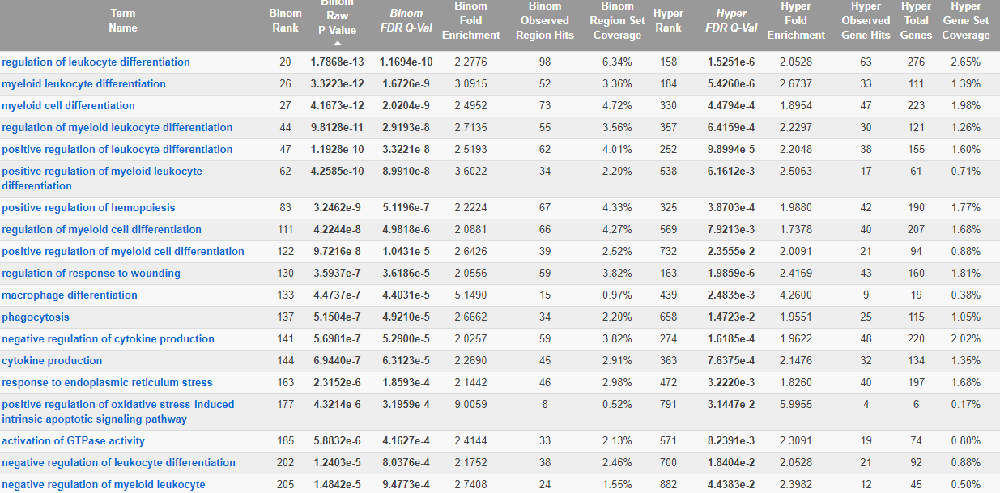 Term Name Binom Rank Binom Raw P-Value Binom FDR Q-Val Binom Fold Enrichment Binom Observed Region Hits Binom Region Set Coverage Hyper Rank Hyper FDR Q-Val Hyper Fold Enrichment Hyper Observed Gene Hits Hyper Total Genes Hyper Gene Set Coverage
regulation of leukocyte differentiation 20 1.7868e-13 1.1694e-10 2.2776 98 6.34% 158 1.5251e-6 2.0528 63 276 2.65%
myeloid leukocyte differentiation 26 3.3223e-12 1.6726e-9 3.0915 52 3.36% 184 5.4260e-6 2.6737 33 111 1.39%
myeloid cell differentiation 27 4.1673e-12 2.0204e-9 2.4952 73 4.72% 330 4.4794e-4 1.8954 47 223 1.98%
regulation of myeloid leukocyte differentiation 44 9.8128e-11 2.9193e-8 2.7135 55 3.56% 357 6.4159e-4 2.2297 30 121 1.26%
positive regulation of leukocyte differentiation 47 1.1928e-10 3.3221e-8 2.5193 62 4.01% 252 9.8994e-5 2.2048 38 155 1.60%
positive regulation of myeloid leukocyte 62 4.2585e-10 8.9910e-8 3.6022 34 2.20% 538 6.1612e-3 2.5063 17 61 0.71%
differentiation
positive regulation of hemopoiesis 83 3.2462e-9 5.1196e-7 2.2224 67 4.33% 325 3.8703e-4 1.9880 42 190 1.77%
regulation of myeloid cell differentiation 111 4.2244e-8 4.9818e-6 2.0881 66 4.27% 569 7.9213e-3 1.7378 40 207 1.68%
positive regulation of myeloid cell differentiation 122 9.7216e-8 1.0431e-5 2.6426 39 2.52% 732 2.3555e-2 2.0091 21 94 0.88%
regulation of response to wounding 130 3.5937e-7 3.6186e-5 2.0556 59 3.82% 163 1.9859e-6 2.4169 43 160 1.81%
macrophage differentiation 133 4.4737e-7 4.4031e-5 5.1490 15 0.97% 439 2.4835e-3 4.2600 9 19 0.38%
phagocytosis 137 5.1504e-7 4.9210e-5 2.6662 34 2.20% 658 1.4723e-2 1.9551 25 115 1.05%
negative regulation of cytokine production 141 5.6981e-7 5.2900e-5 2.0257 59 3.82% 274 1.6185e-4 1.9622 48 220 2.02%
cytokine production 144 6.9440e-7 6.3123e-5 2.2690 45 2.91% 363 7.6375e-4 2.1476 32 134 1.35%
response to endoplasmic reticulum stress 163 2.3152e-6 1.8593e-4 2.1442 46 2.98% 472 3.2220e-3 1.8260 40 197 1.68%
positive regulation of oxidative stress-induced 177 4.3214e-6 3.1959e-4 9.0059 8 0.52% 791 3.1447e-2 5.9955 4 6 0.17%
intrinsic apoptotic signaling pathway
activation of GTPase activity 185 5.8832e-6 4.1627e-4 2.4144 33 2.13% 571 8.2391e-3 2.3091 19 74 0.80%
negative regulation of leukocyte differentiation 202 1.2403e-5 8.0376e-4 2.1752 38 2.46% 700 1.8404e-2 2.0528 21 92 0.88%
negative regulation of myeloid leukocyte 205 1.4842e-5 9.4773e-4 2.7408 24 1.55% 882 4.4383e-2 2.3982 12 45 0.50%